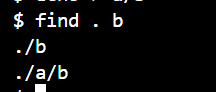 $ find . b
./b
./a/b